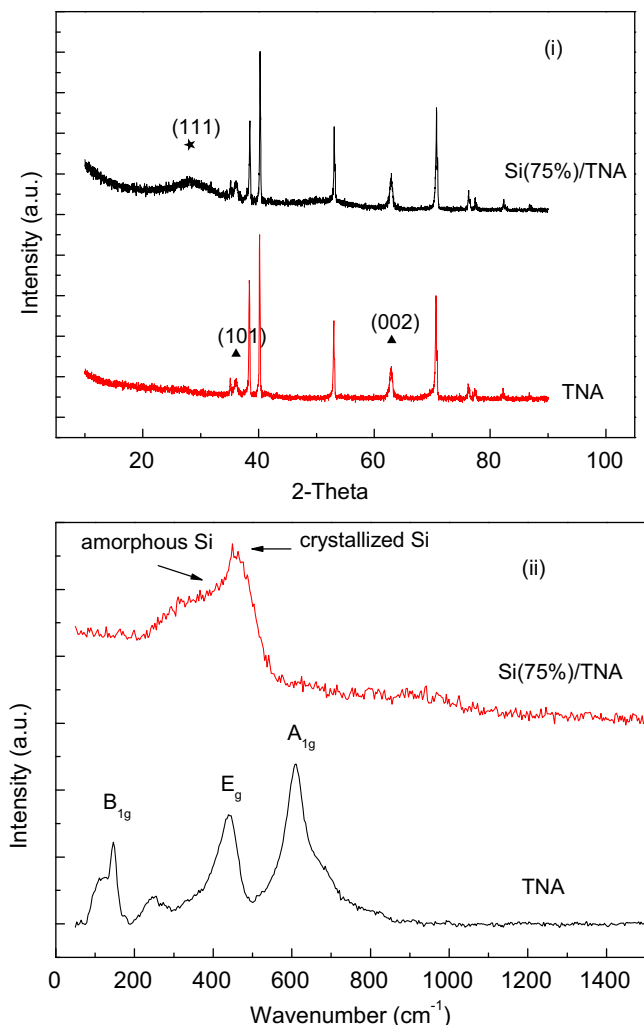 (i)
(111)
Si(75%)/TNA
(101)
(002)
TNA
Intensity (a.u.)
20 40 60 80 100
2-Theta
amorphous Si
crystallized Si
(ii)
Si(75%)/TNA
A1g
Eg
B1g
TNA
Intensity (a.u.)
0 200 400 600 800 1000 1200 1400
Wavenumber (cm-1)